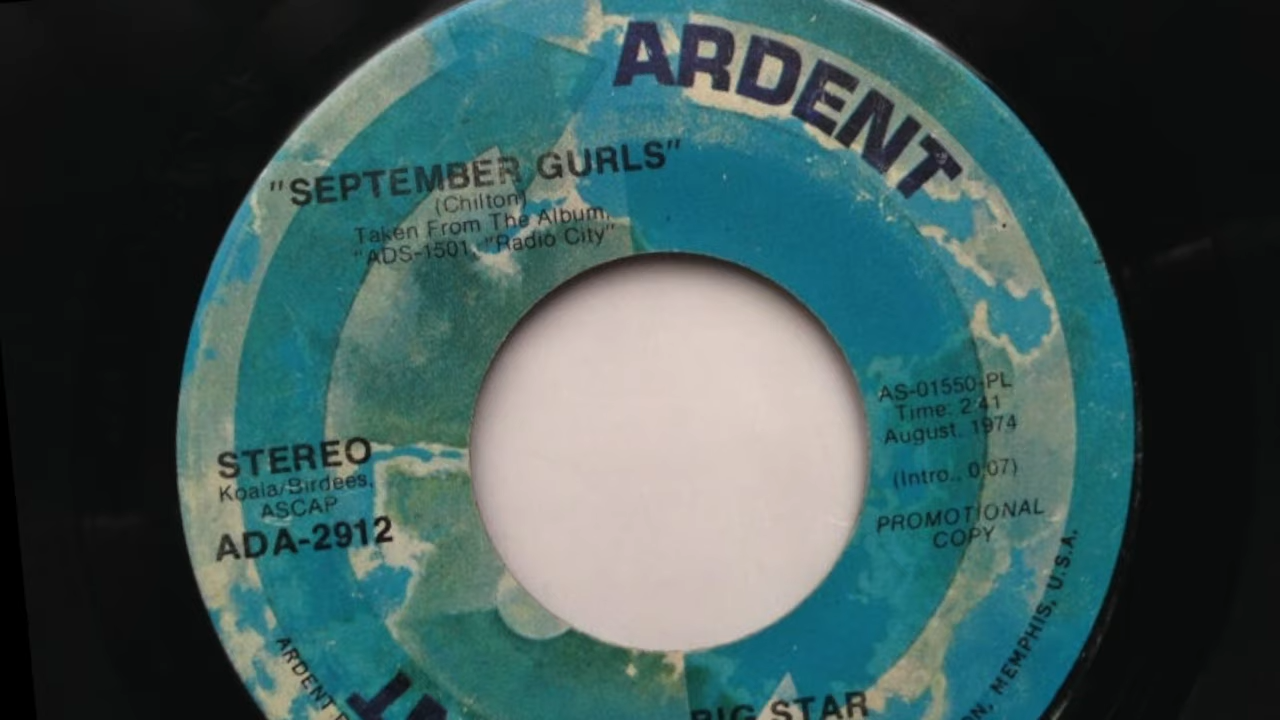 ARDENT
"SEPTEMBER GURLS"
(Chilton)
Taken From The Album,
"ADS-1501, "Radio City"
STEREO
Koala/Birdees,
ASCAP
ADA-2912
AS-01550-PL
Time: 2:41
August, 1974
(Intro., 0:07)
PROMOTIONAL
COPY
BIG STAR
ARDENT
MEMPHIS, U.S.A.